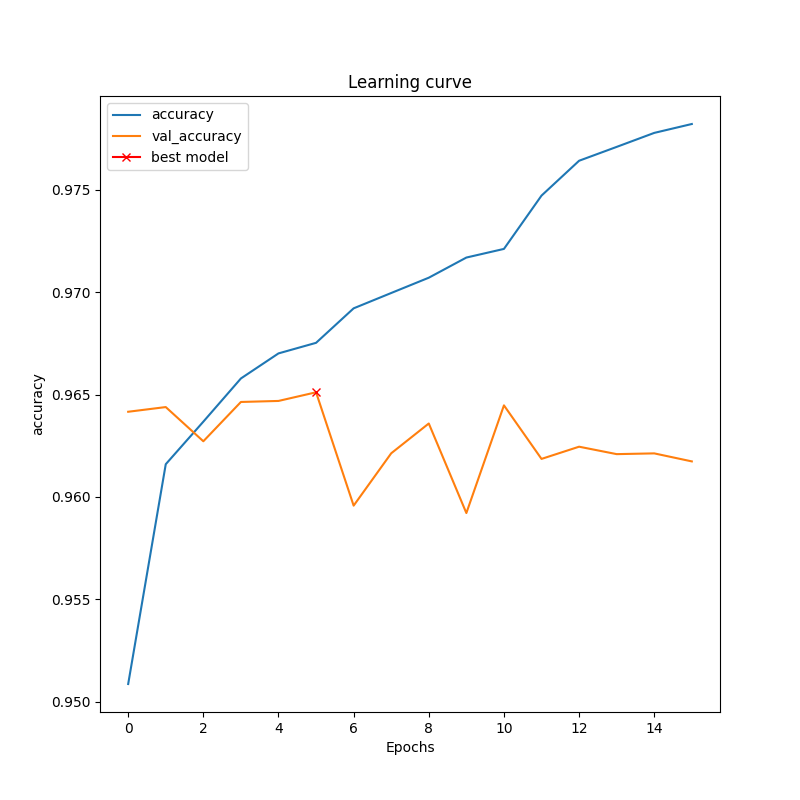 Learning curve
accuracy
val_accuracy
best model
0.975
0.970
0.965
0.960
0.955
0.950
accuracy
0 2 4 6 8 10 12 14
Epochs